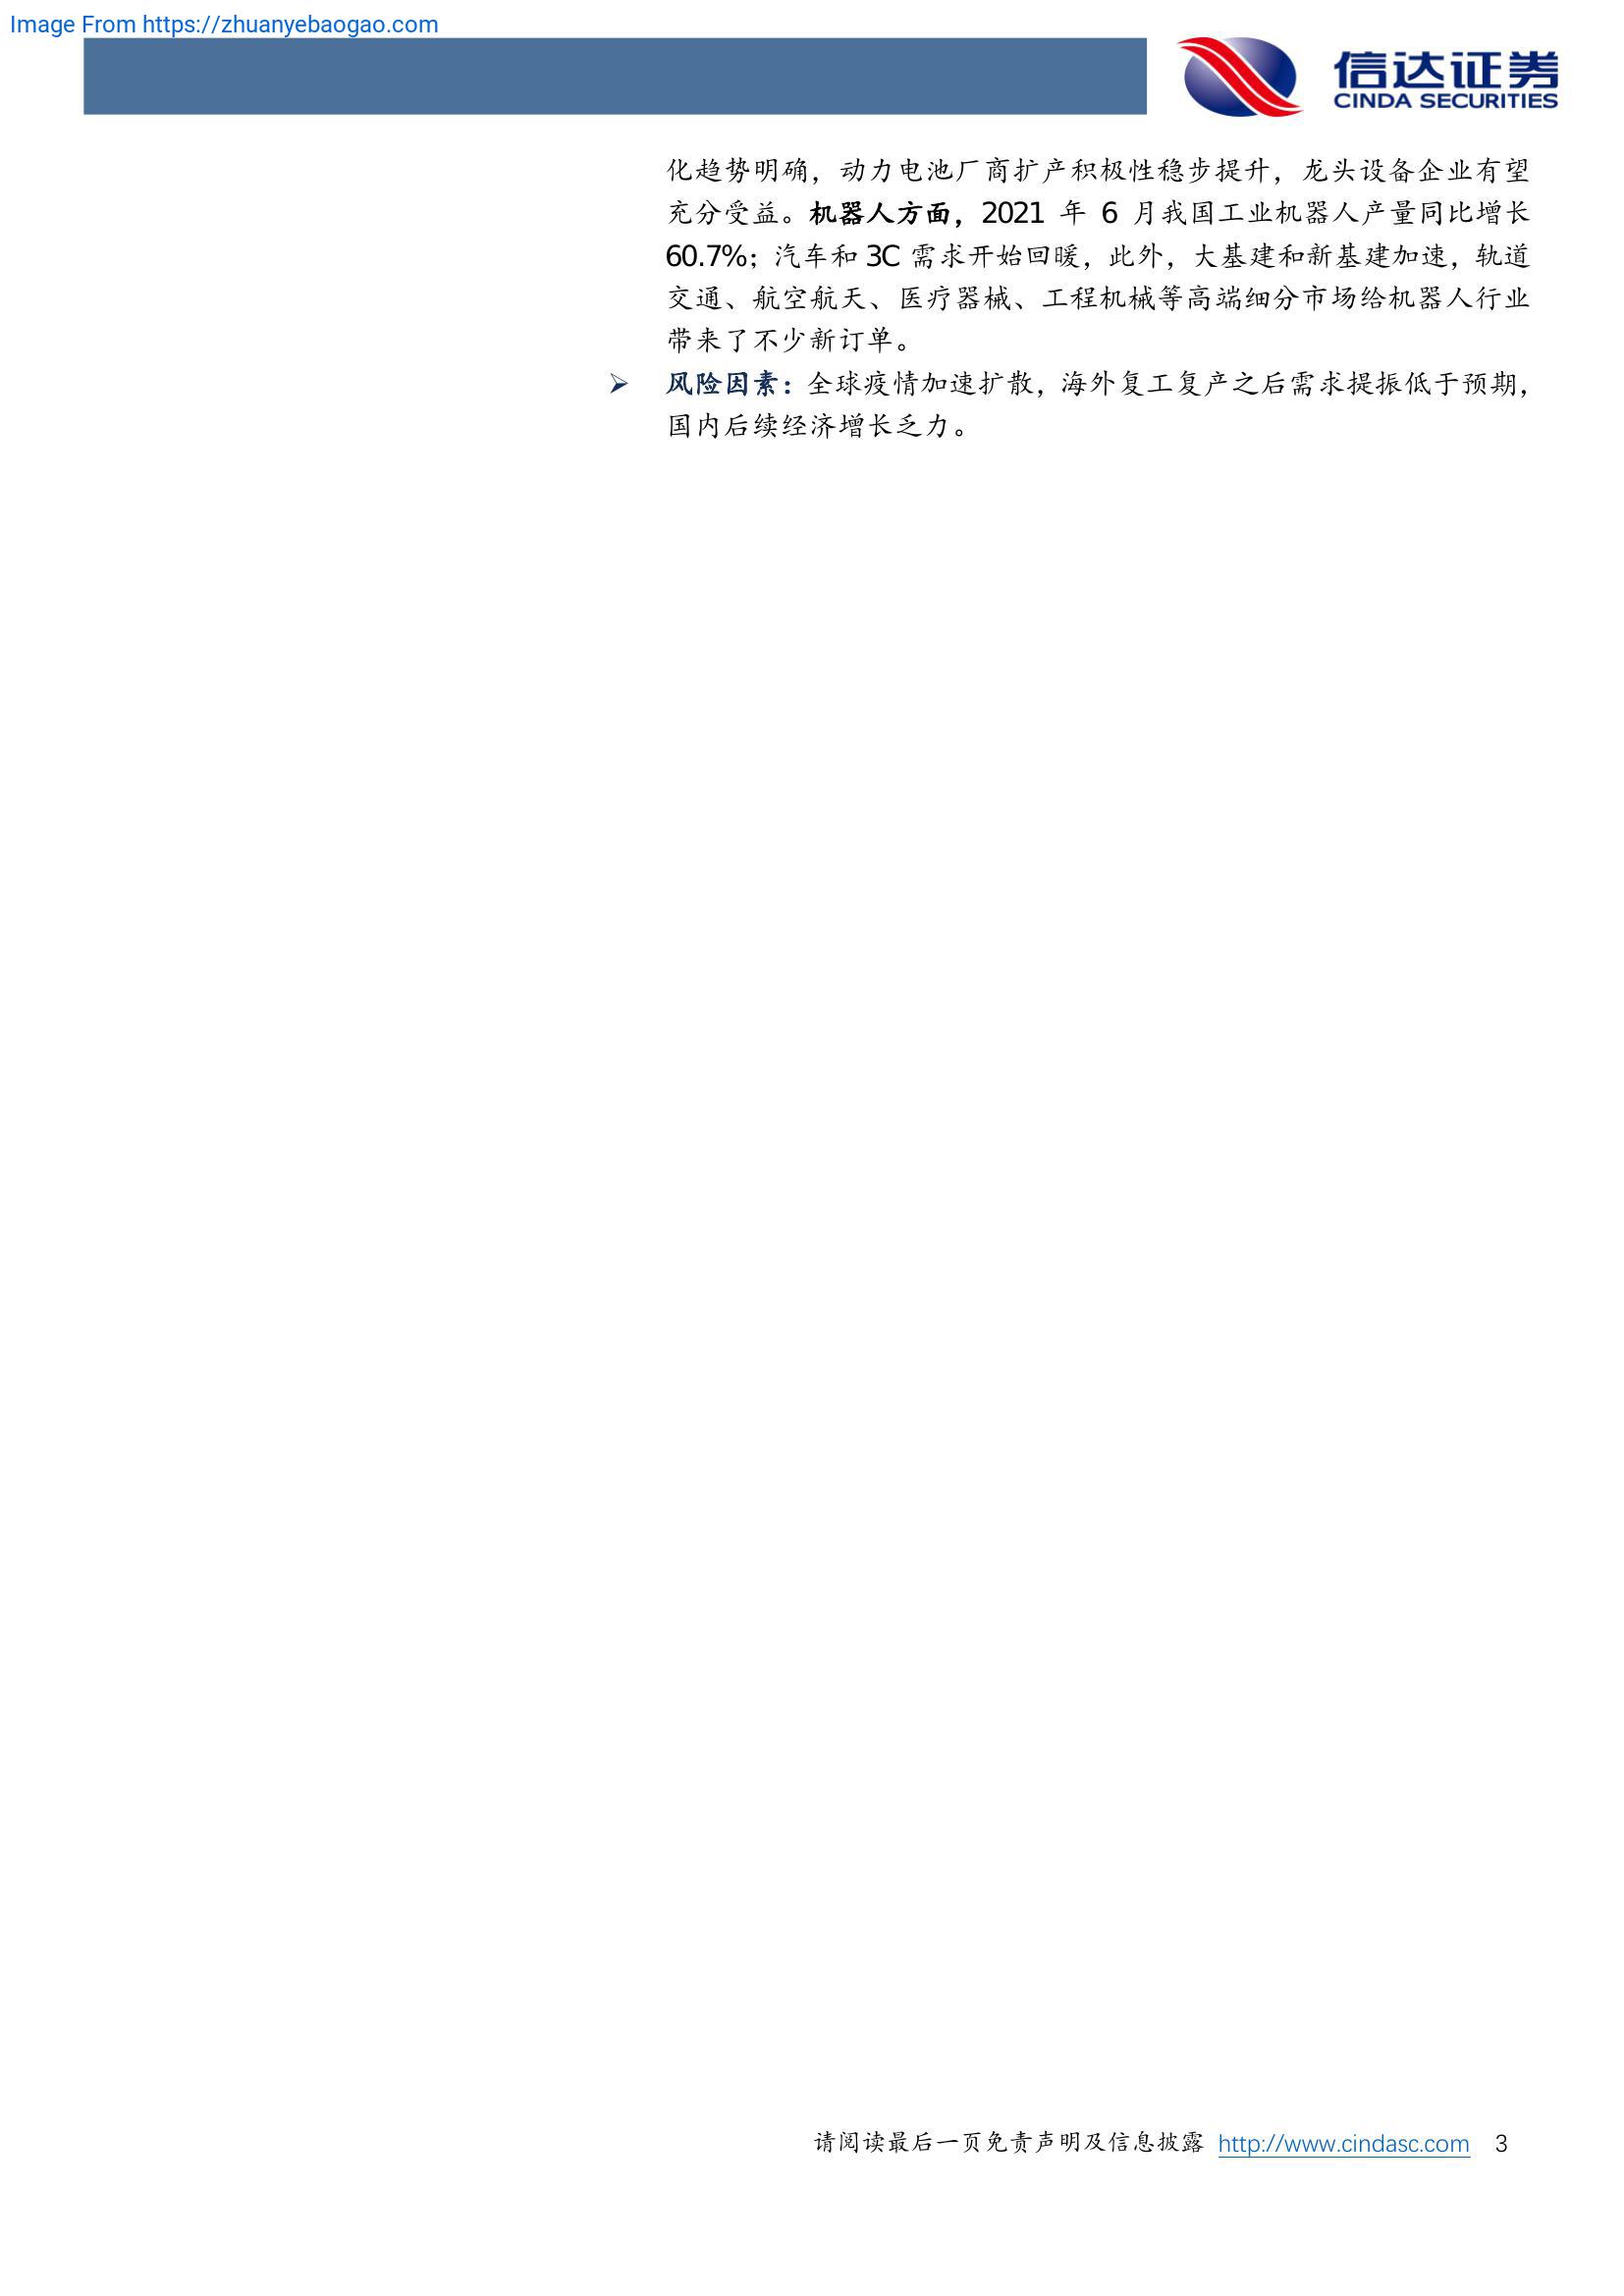 Image From https://zhuanyebaogao.com
信达证券
CINDA SECURITIES
化趋势明确，动力电池厂商扩产积极性稳步提升，龙头设备企业有望
充分受益。机器人方面，2021 年 6 月我国工业机器人产量同比增长
60.7%；汽车和 3C 需求开始回暖，此外，大基建和新基建加速，轨道
交通、航空航天、医疗器械、工程机械等高端细分市场给机器人行业
带来了不少新订单。
➢ 风险因素：全球疫情加速扩散，海外复工复产之后需求提振低于预期，
国内后续经济增长乏力。
请阅读最后一页免责声明及信息披露 http://www.cindasc.com 3